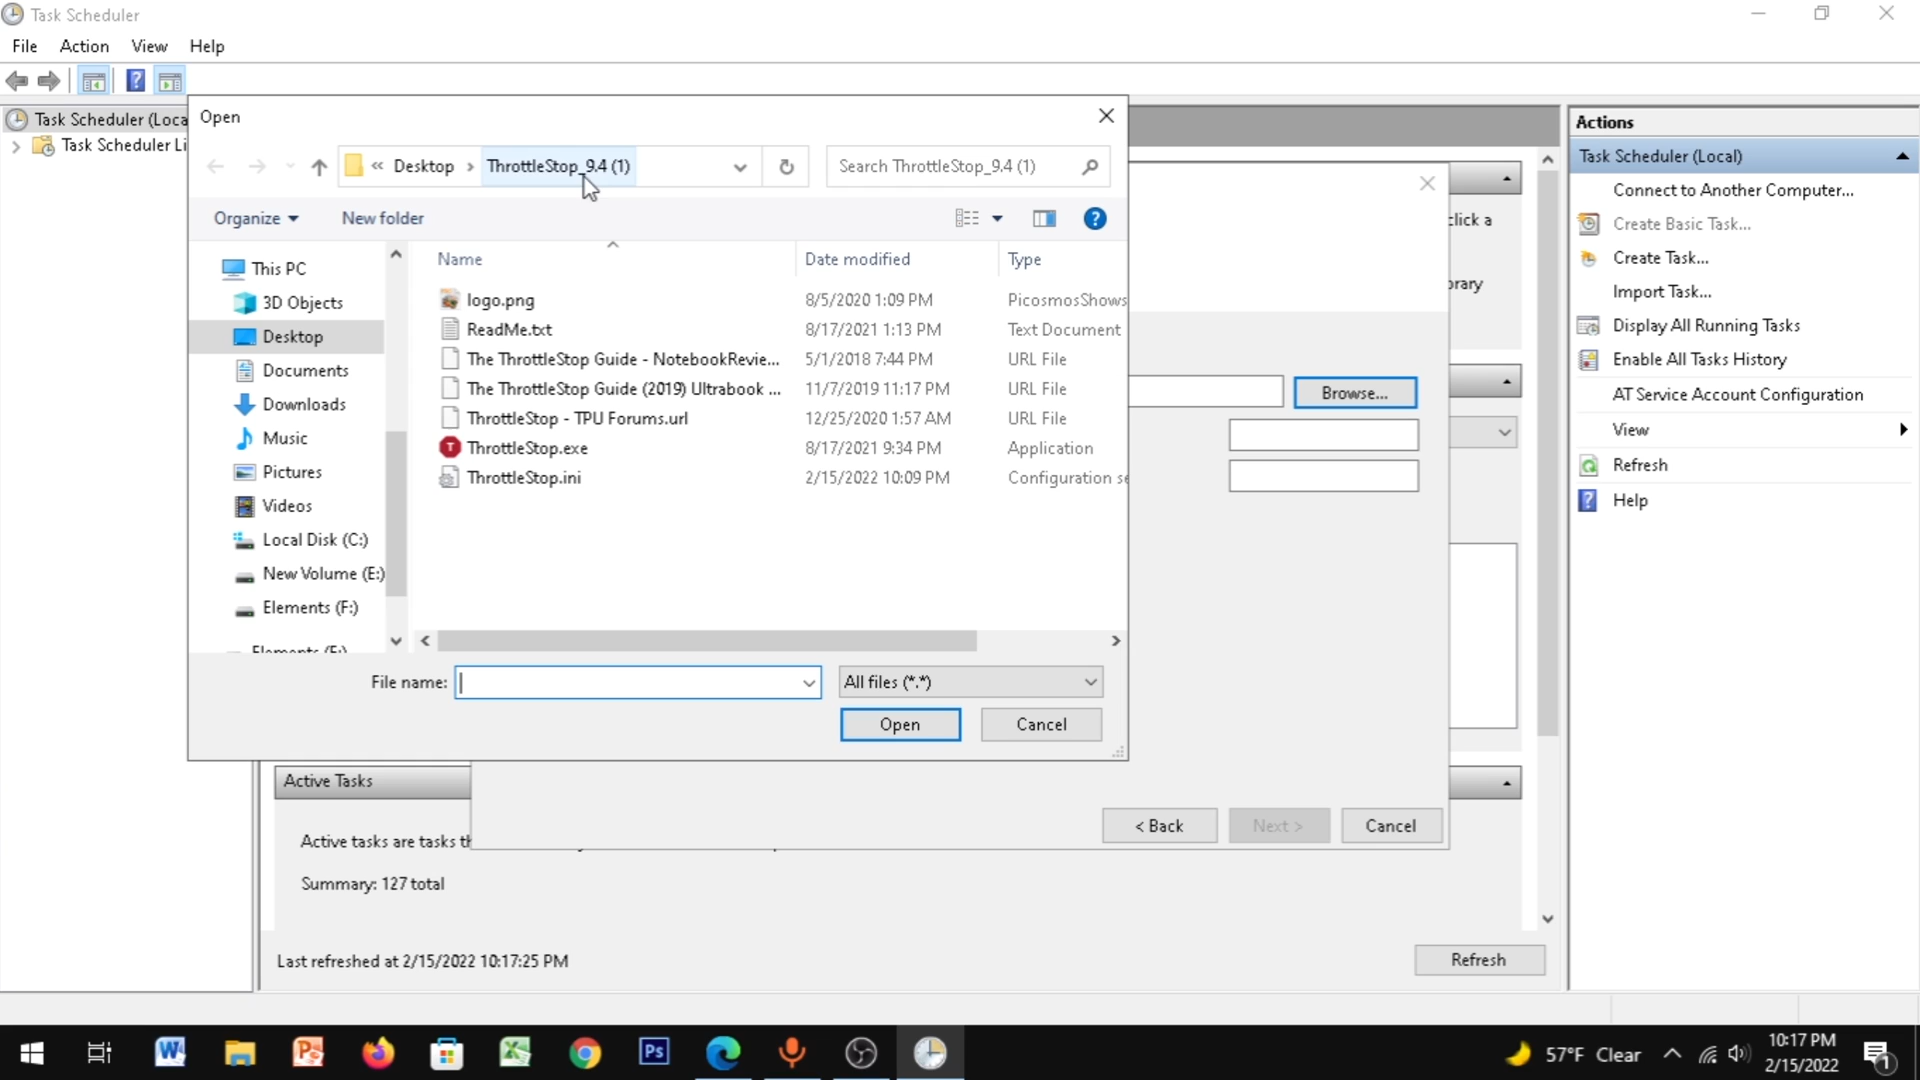 Task Scheduler
File Action View Help
Task Scheduler (Loca
Task Scheduler Li
Open
« Desktop › ThrottleStop_9.4 (1)
Search ThrottleStop_9.4 (1)
Organize
New folder
This PC
3D Objects
Desktop
Documents
Downloads
Music
Pictures
Videos
Local Disk (C:)
New Volume (E:)
Elements (F:)
Elements (F:)
Name Date modified Type
logo.png 8/5/2020 1:09 PM PicosmosShows
ReadMe.txt 8/17/2021 1:13 PM Text Document
The ThrottleStop Guide - NotebookRevie... 5/1/2018 7:44 PM URL File
The ThrottleStop Guide (2019) Ultrabook ... 11/7/2019 11:17 PM URL File
ThrottleStop - TPU Forums.url 12/25/2020 1:57 AM URL File
ThrottleStop.exe 8/17/2021 9:34 PM Application
ThrottleStop.ini 2/15/2022 10:09 PM Configuration se
File name:
All files (*.*)
Open
Cancel
click a
brary
Browse...
< Back
Next >
Cancel
Active Tasks
Active tasks are tasks th
Summary: 127 total
Last refreshed at 2/15/2022 10:17:25 PM
Refresh
Actions
Task Scheduler (Local)
Connect to Another Computer...
Create Basic Task...
Create Task...
Import Task...
Display All Running Tasks
Enable All Tasks History
AT Service Account Configuration
View
Refresh
Help
57°F Clear
10:17 PM
2/15/2022
1